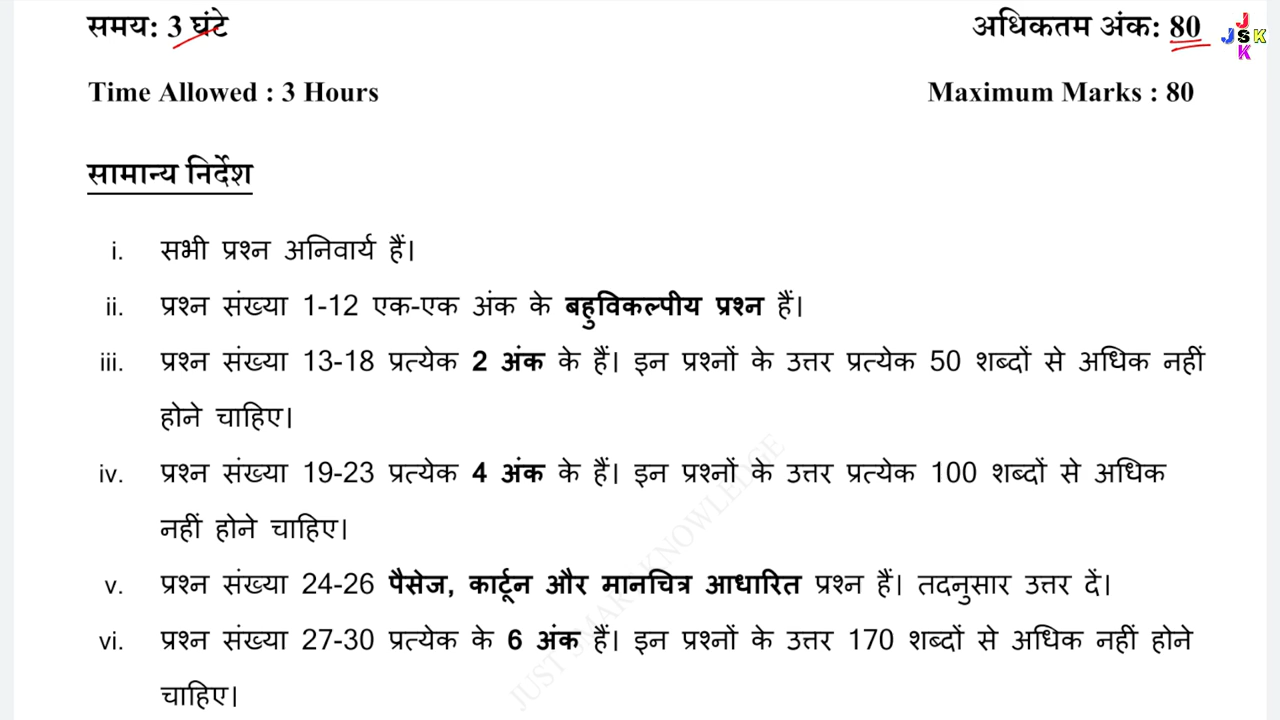 समय: 3 घंटे अधिकतम अंक: 80
J
JSK
K
Time Allowed : 3 Hours Maximum Marks : 80
सामान्य निर्देश
i. सभी प्रश्न अनिवार्य हैं।
ii. प्रश्न संख्या 1-12 एक-एक अंक के बहुविकल्पीय प्रश्न हैं।
iii. प्रश्न संख्या 13-18 प्रत्येक 2 अंक के हैं। इन प्रश्नों के उत्तर प्रत्येक 50 शब्दों से अधिक नहीं
होने चाहिए।
iv. प्रश्न संख्या 19-23 प्रत्येक 4 अंक के हैं। इन प्रश्नों के उत्तर प्रत्येक 100 शब्दों से अधिक
नहीं होने चाहिए।
v. प्रश्न संख्या 24-26 पैसेज, कार्टून और मानचित्र आधारित प्रश्न हैं। तदनुसार उत्तर दें।
vi. प्रश्न संख्या 27-30 प्रत्येक के 6 अंक हैं। इन प्रश्नों के उत्तर 170 शब्दों से अधिक नहीं होने
चाहिए।